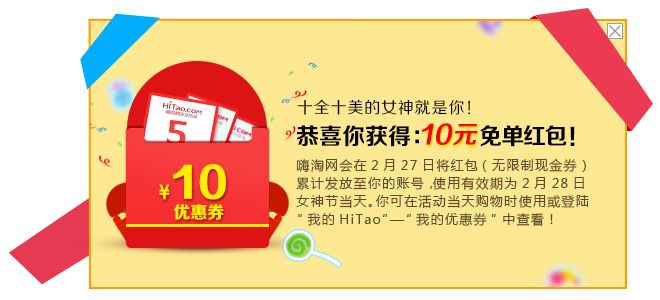 十全十美的女神就是你!
恭喜你获得:10元免单红包!
嗨淘网会在 2 月 27 日将红包 ( 无限制现金券 )
累计发放至你的账号 ,使用有效期为 2 月 28 日
女神节当天。你可在活动当天购物时使用或登陆
“ 我的 HiTao”—“ 我的优惠券 ” 中查看 !
HiTao.com
5
¥10
优惠券